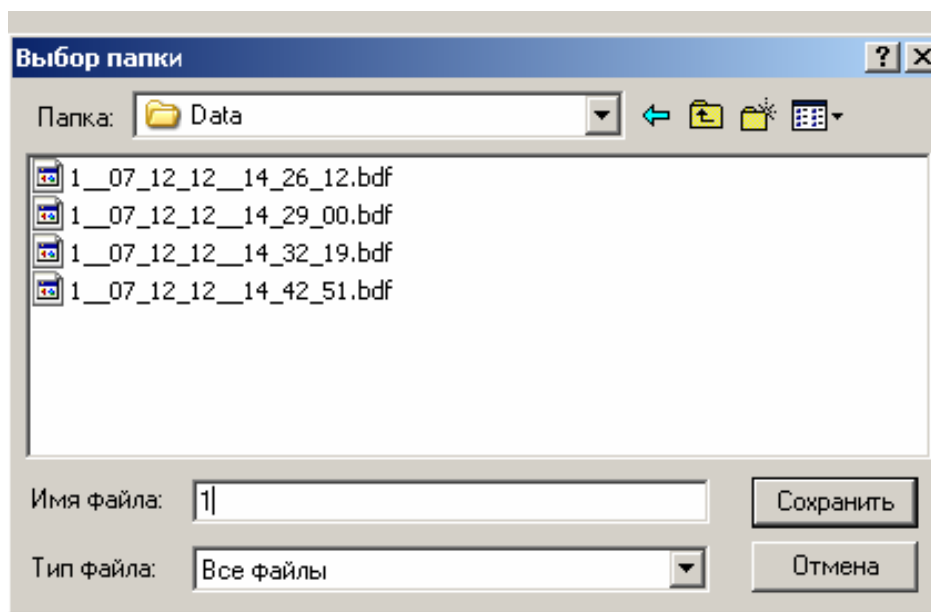 Выбор папки
Папка: Data
1__07_12_12__14_26_12.bdf
1__07_12_12__14_29_00.bdf
1__07_12_12__14_32_19.bdf
1__07_12_12__14_42_51.bdf
Имя файла: 1 Сохранить
Тип файла: Все файлы Отмена